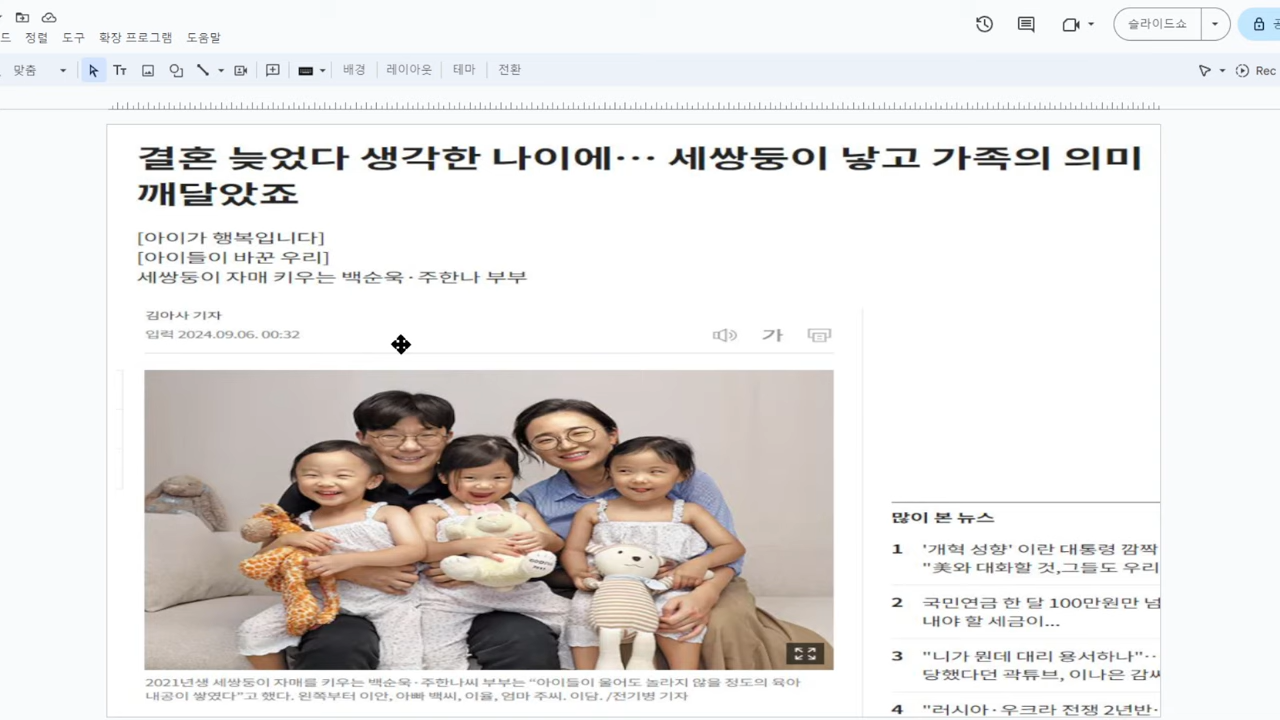 드 정렬 도구 확장 프로그램 도움말
슬라이드쇼
맞춤
배경 레이아웃 테마 전환
Rec
결혼 늦었다 생각한 나이에… 세쌍둥이 낳고 가족의 의미
깨달았죠
[아이가 행복입니다]
[아이들이 바꾼 우리]
세쌍둥이 자매 키우는 백순욱·주한나 부부
김아사 기자
입력 2024.09.06. 00:32
가
2021년생 세쌍둥이 자매를 키우는 백순욱·주한나씨 부부는 “아이들이 울어도 놀라지 않을 정도의 육아
내공이 쌓였다”고 했다. 왼쪽부터 이안, 아빠 백씨, 이율, 엄마 주씨. 이담. /전기병 기자
많이 본 뉴스
1 '개혁 성향' 이란 대통령 깜짝
"美와 대화할 것,그들도 우리
2 국민연금 한 달 100만원만 넘
내야 할 세금이...
3 "니가 뭔데 대리 용서하나"··
당했다던 곽튜브, 이나은 감싸
4 "러시아·우크라 전쟁 2년반·